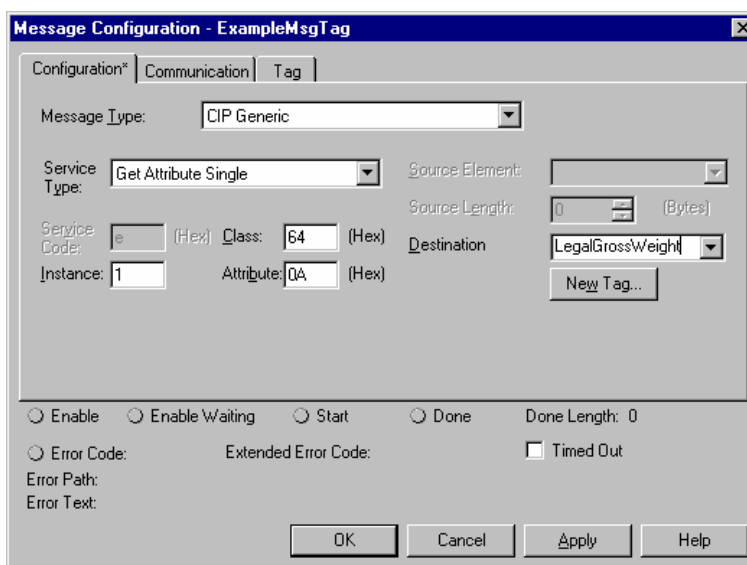 Message Configuration - ExampleMsgTag
Configuration* Communication Tag
Message Type: CIP Generic
Service Type: Get Attribute Single
Source Element:
Source Length: 0 (Bytes)
Service Code: e (Hex) Class: 64 (Hex)
Destination LegalGrossWeight
Instance: 1 Attribute: 0A (Hex)
New Tag...
Enable Enable Waiting Start Done Done Length: 0
Error Code: Extended Error Code: Timed Out
Error Path:
Error Text:
OK Cancel Apply Help